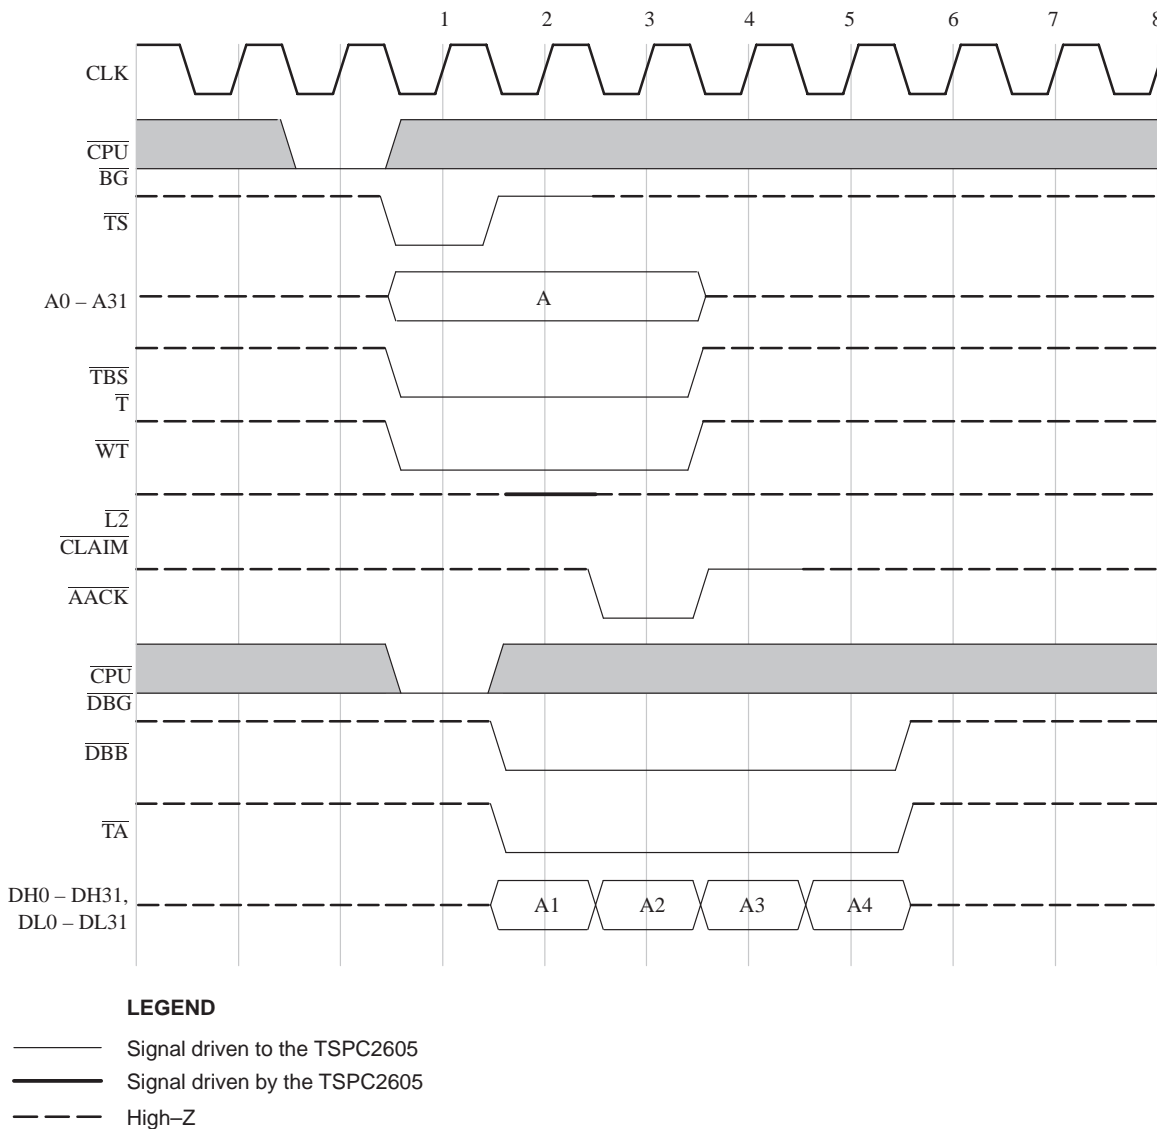 1 2 3 4 5 6 7 8
CLK
CPU
BG
TS
A0 – A31
A
TBS
T
WT
L2
CLAIM
AACK
CPU
DBG
DBB
TA
DH0 – DH31,
DL0 – DL31
A1 A2 A3 A4
LEGEND
Signal driven to the TSPC2605
Signal driven by the TSPC2605
High–Z